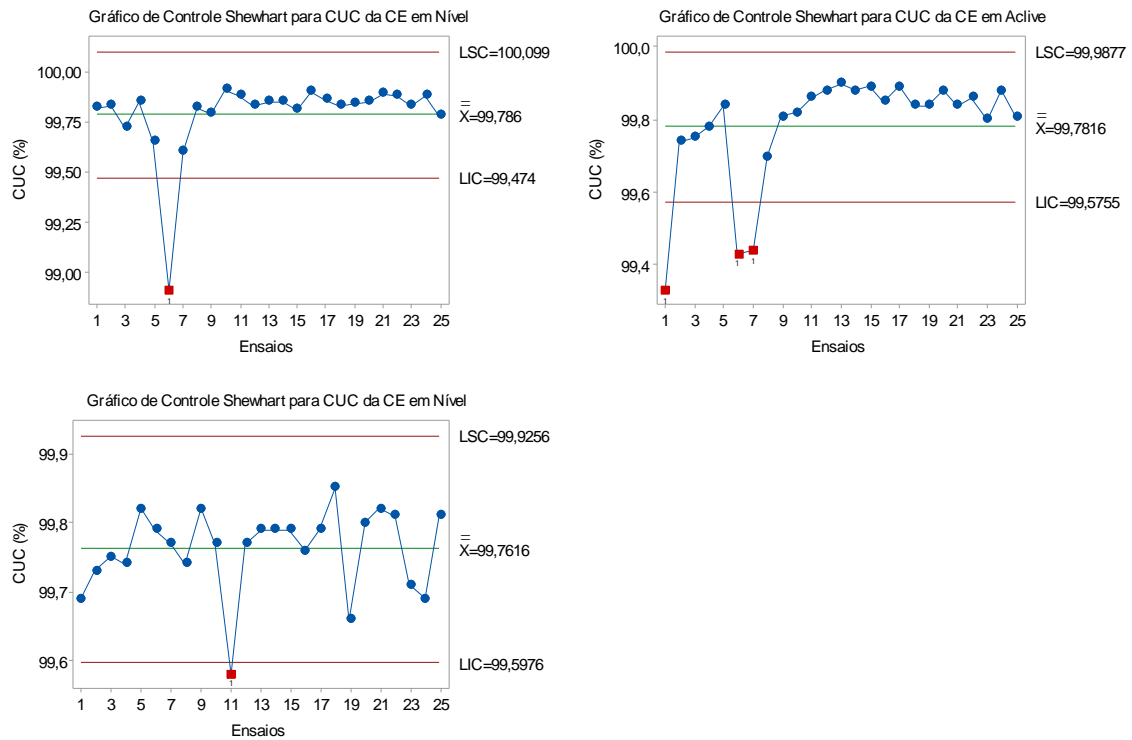 Gráfico de Controle Shewhart para CUC da CE em Nível
LSC=100,099
100,00
X=99,786
99,75
CUC (%)
99,50
LIC=99,474
99,25
99,00
1
1 3 5 7 9 11 13 15 17 19 21 23 25
Ensaios
Gráfico de Controle Shewhart para CUC da CE em Aclive
100,0
LSC=99,9877
99,8
X=99,7816
CUC (%)
99,6
LIC=99,5755
99,4
1 1
1
1 3 5 7 9 11 13 15 17 19 21 23 25
Ensaios
Gráfico de Controle Shewhart para CUC da CE em Nível
LSC=99,9256
99,9
99,8
CUC (%)
X=99,7616
99,7
99,6
LIC=99,5976
1
1 3 5 7 9 11 13 15 17 19 21 23 25
Ensaios